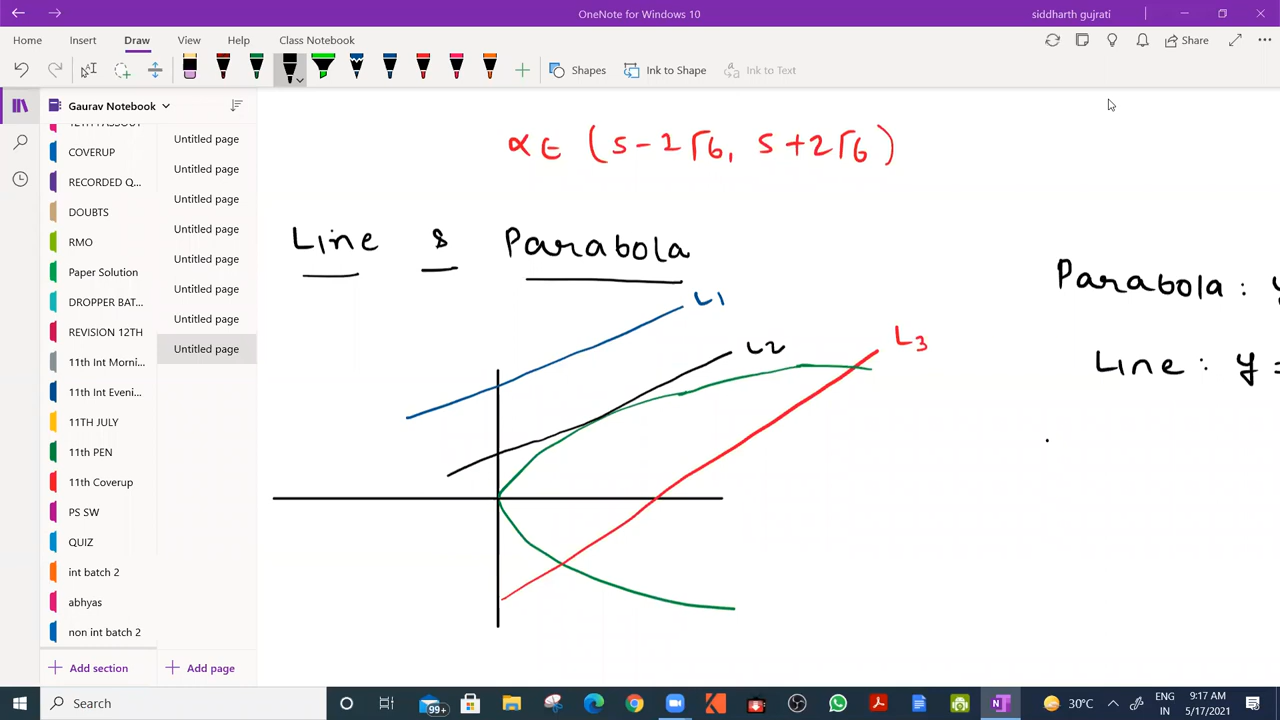 OneNote for Windows 10
siddharth gujrati
Home Insert Draw View Help Class Notebook
Share
Shapes Ink to Shape Ink to Text
Gaurav Notebook
COVERUP
RECORDED Q...
DOUBTS
RMO
Paper Solution
DROPPER BAT...
REVISION 12TH
11th Int Morni...
11th Int Eveni...
11TH JULY
11th PEN
11th Coverup
PS SW
QUIZ
int batch 2
abhyas
non int batch 2
Add section
Untitled page
Untitled page
Untitled page
Untitled page
Untitled page
Untitled page
Untitled page
Untitled page
Add page
α ∈ (5-2√6, 5+2√6)
Line & Parabola
L1
L2
L3
Parabola : y
Line : y =
Search
99+
30°C
ENG
IN
9:17 AM
5/17/2021